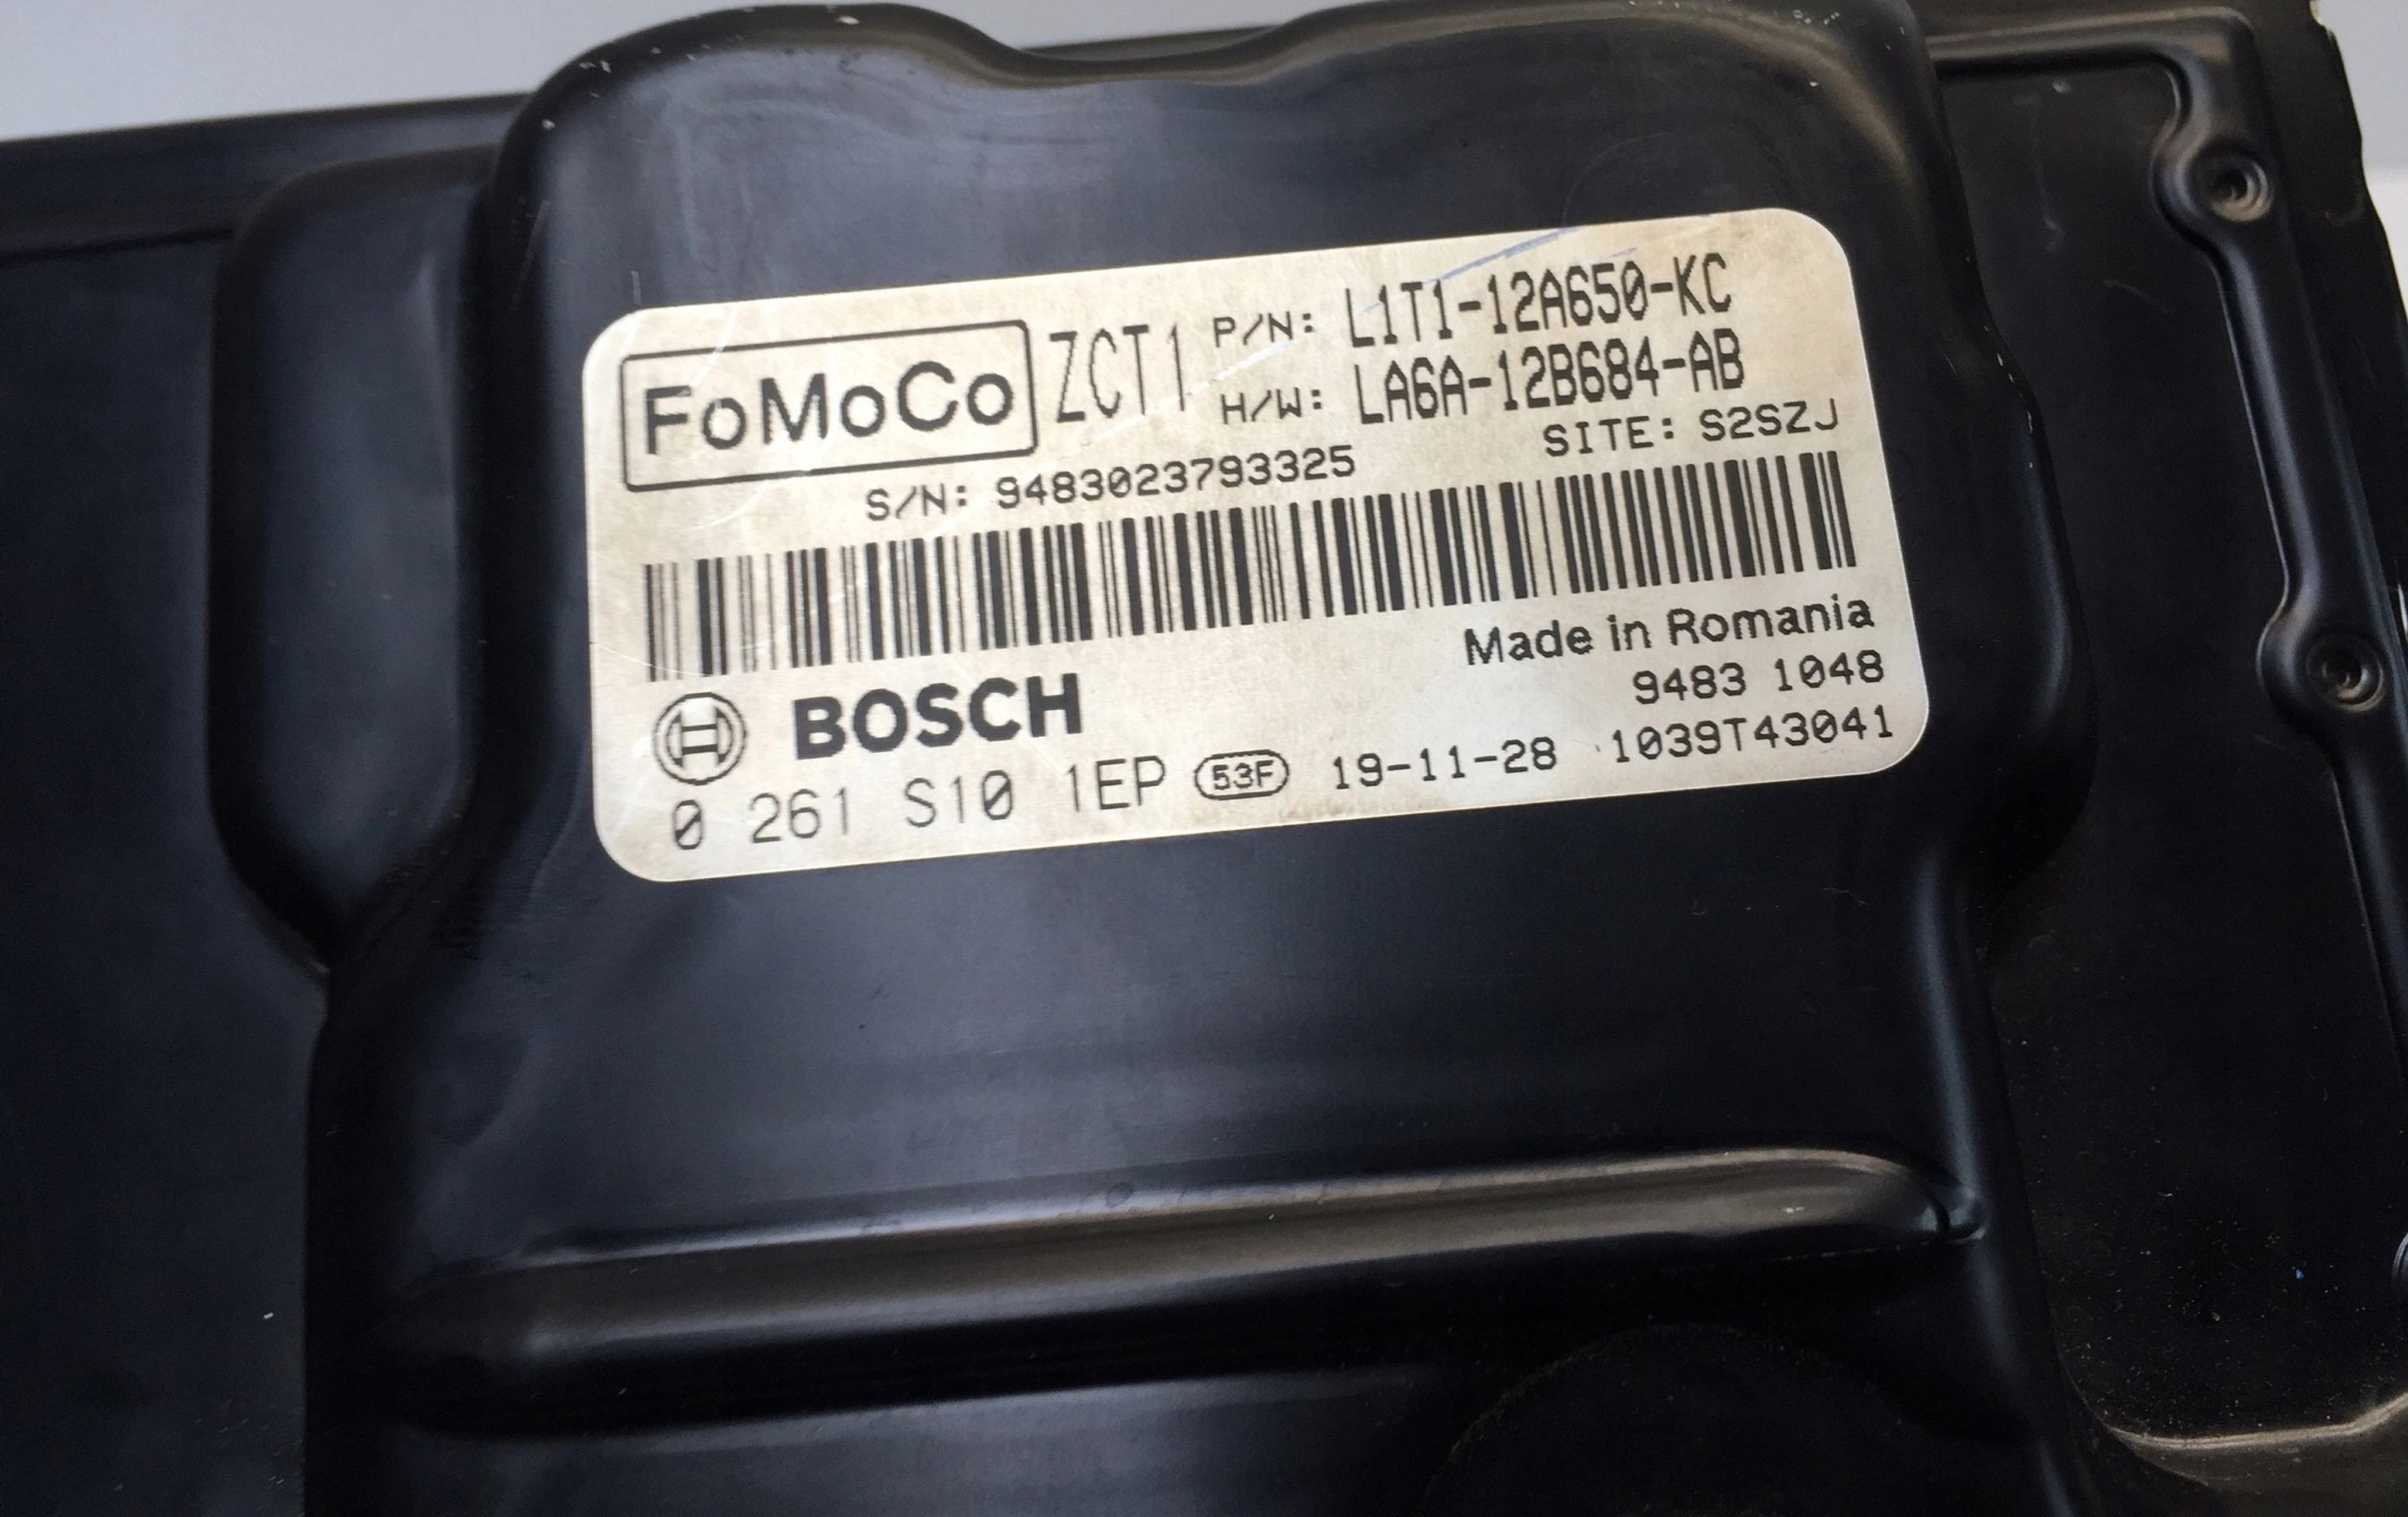 FoMoCo ZCT1 P/N: L1T1-12A650-KC
H/W: LA6A-12B684-AB
S/N: 9483023793325 SITE: S2SZJ
Made in Romania
BOSCH 9483 1048
0 261 S10 1EP 53F 19-11-28 1039T43041